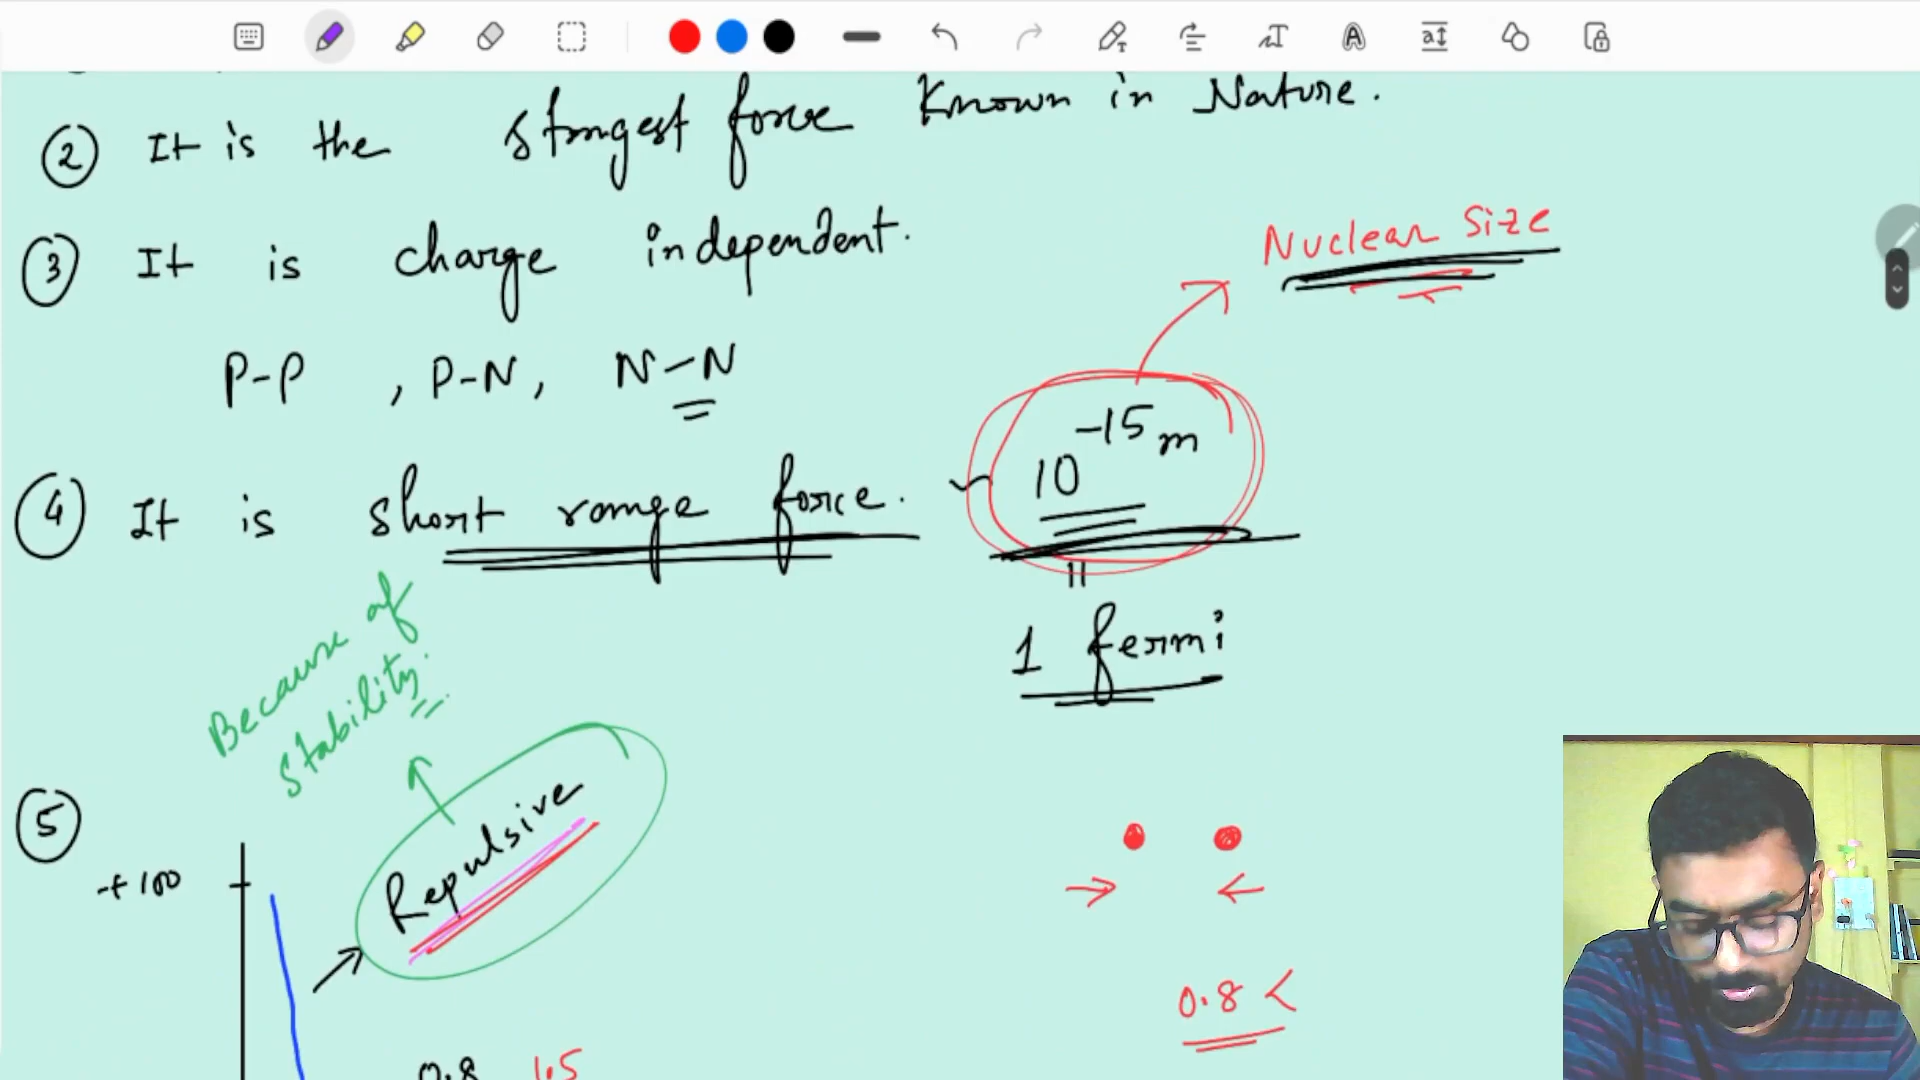 ② It is the strongest force Known in Nature.
③ It is charge independent.
Nuclear Size
P-P , P-N, N-N
10^-15 m
④ It is short range force.
1 fermi
Because of
stability.
⑤
Repulsive
+100
0.8 <
0.8 1.5